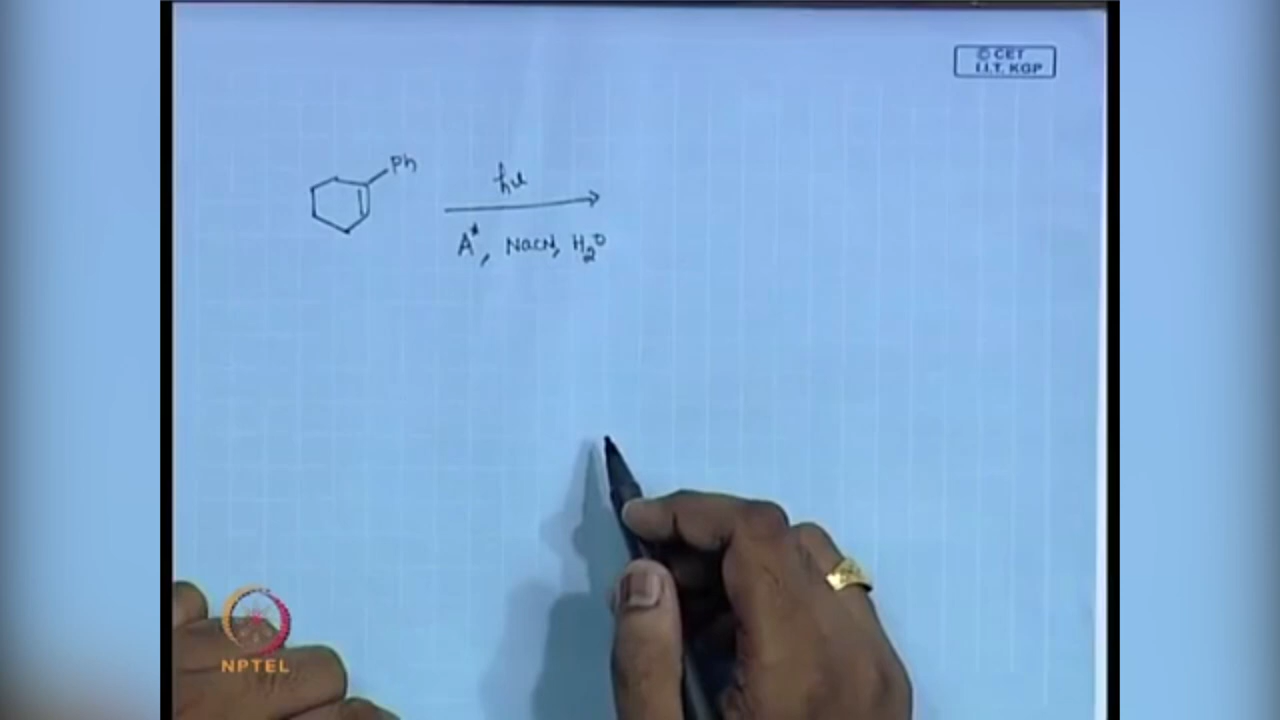 © CET
I.I.T. KGP
Ph
hν
A*, NaCN, H₂O
NPTEL